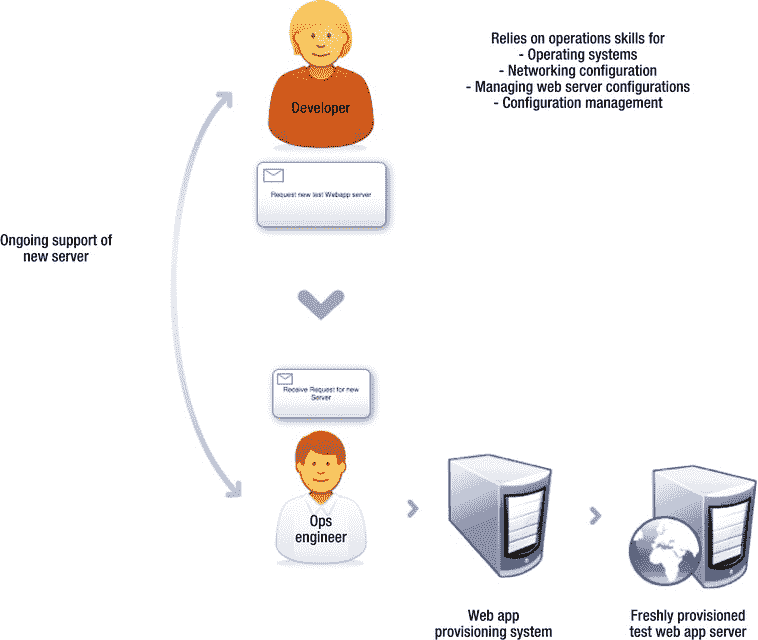 Relies on operations skills for
- Operating systems
- Networking configuration
- Managing web server configurations
- Configuration management
Developer
Request new test Webapp server
Ongoing support of
new server
Receive Request for new
Server
Ops
engineer
Web app
provisioning system
Freshly provisioned
test web app server